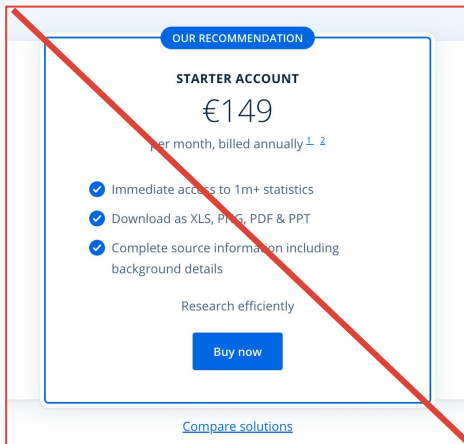 OUR RECOMMENDATION
STARTER ACCOUNT
€149
per month, billed annually 1 2
Immediate access to 1m+ statistics
Download as XLS, PNG, PDF & PPT
Complete source information including
background details
Research efficiently
Buy now
Compare solutions